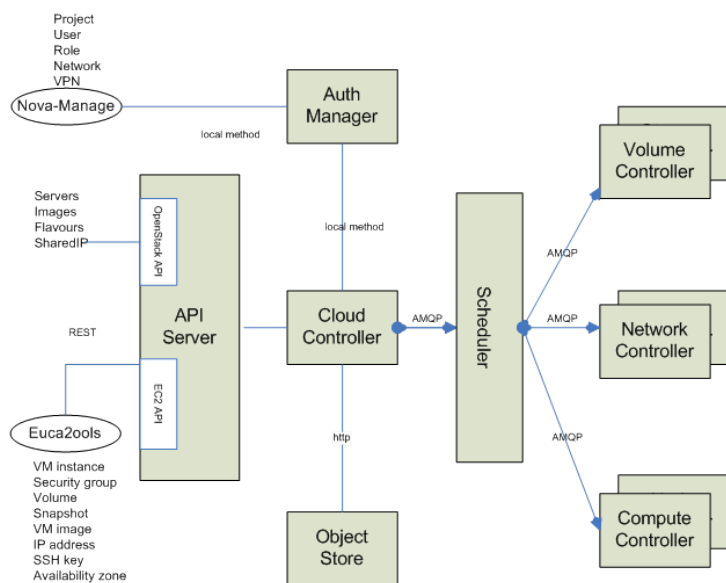 Project
User
Role
Network
VPN
Nova-Manage
Auth
Manager
local method
Volume
Controller
Servers
Images
Flavours
SharedIP
OpenStack API
local method
AMQP
API
Server
Cloud
Controller
AMQP
Scheduler
AMQP
Network
Controller
REST
EC2 API
Euca2ools
http
AMQP
VM instance
Security group
Volume
Snapshot
VM image
IP address
SSH key
Availability zone
Object
Store
Compute
Controller